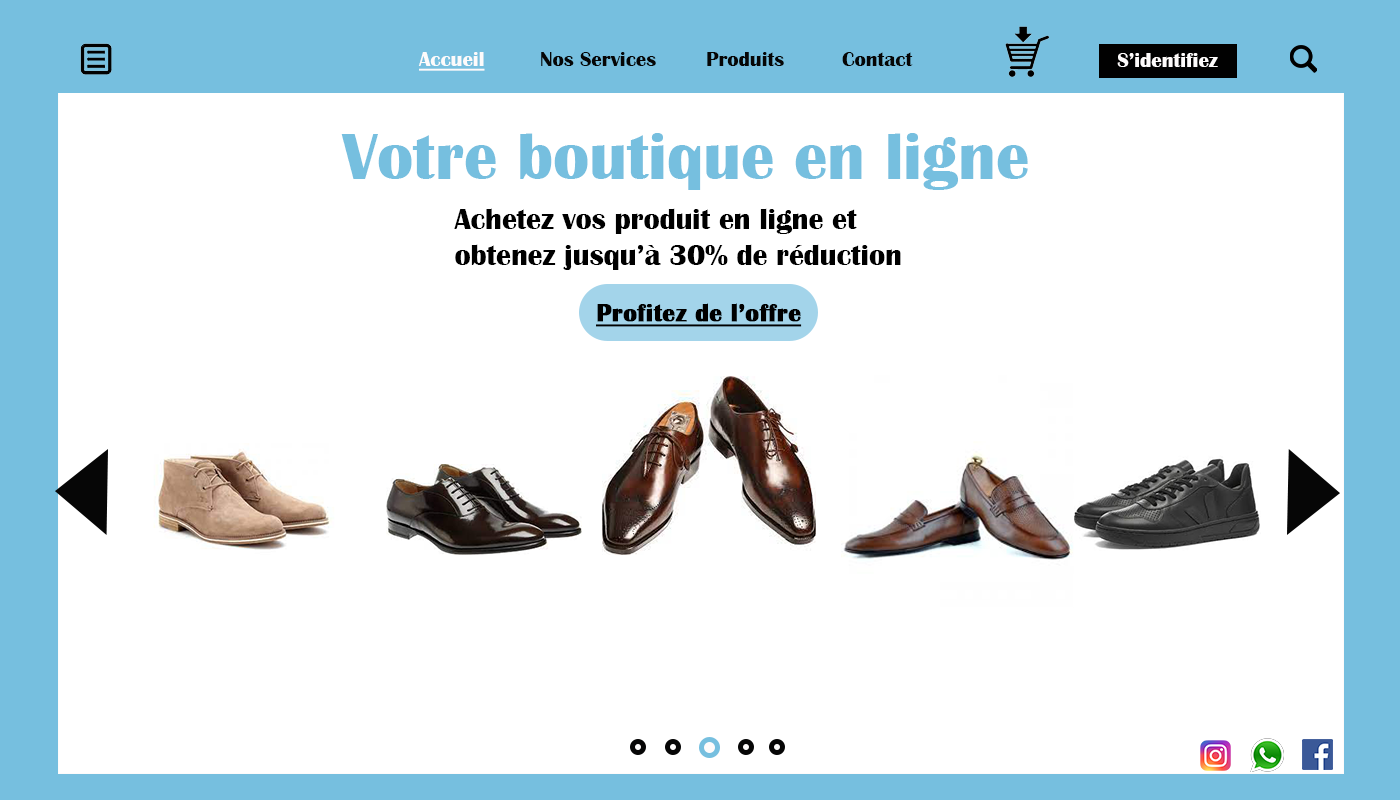 Accueil
Nos Services
Produits
Contact
S'identifiez
Votre boutique en ligne
Achetez vos produit en ligne et
obtenez jusqu'à 30% de réduction
Profitez de l'offre